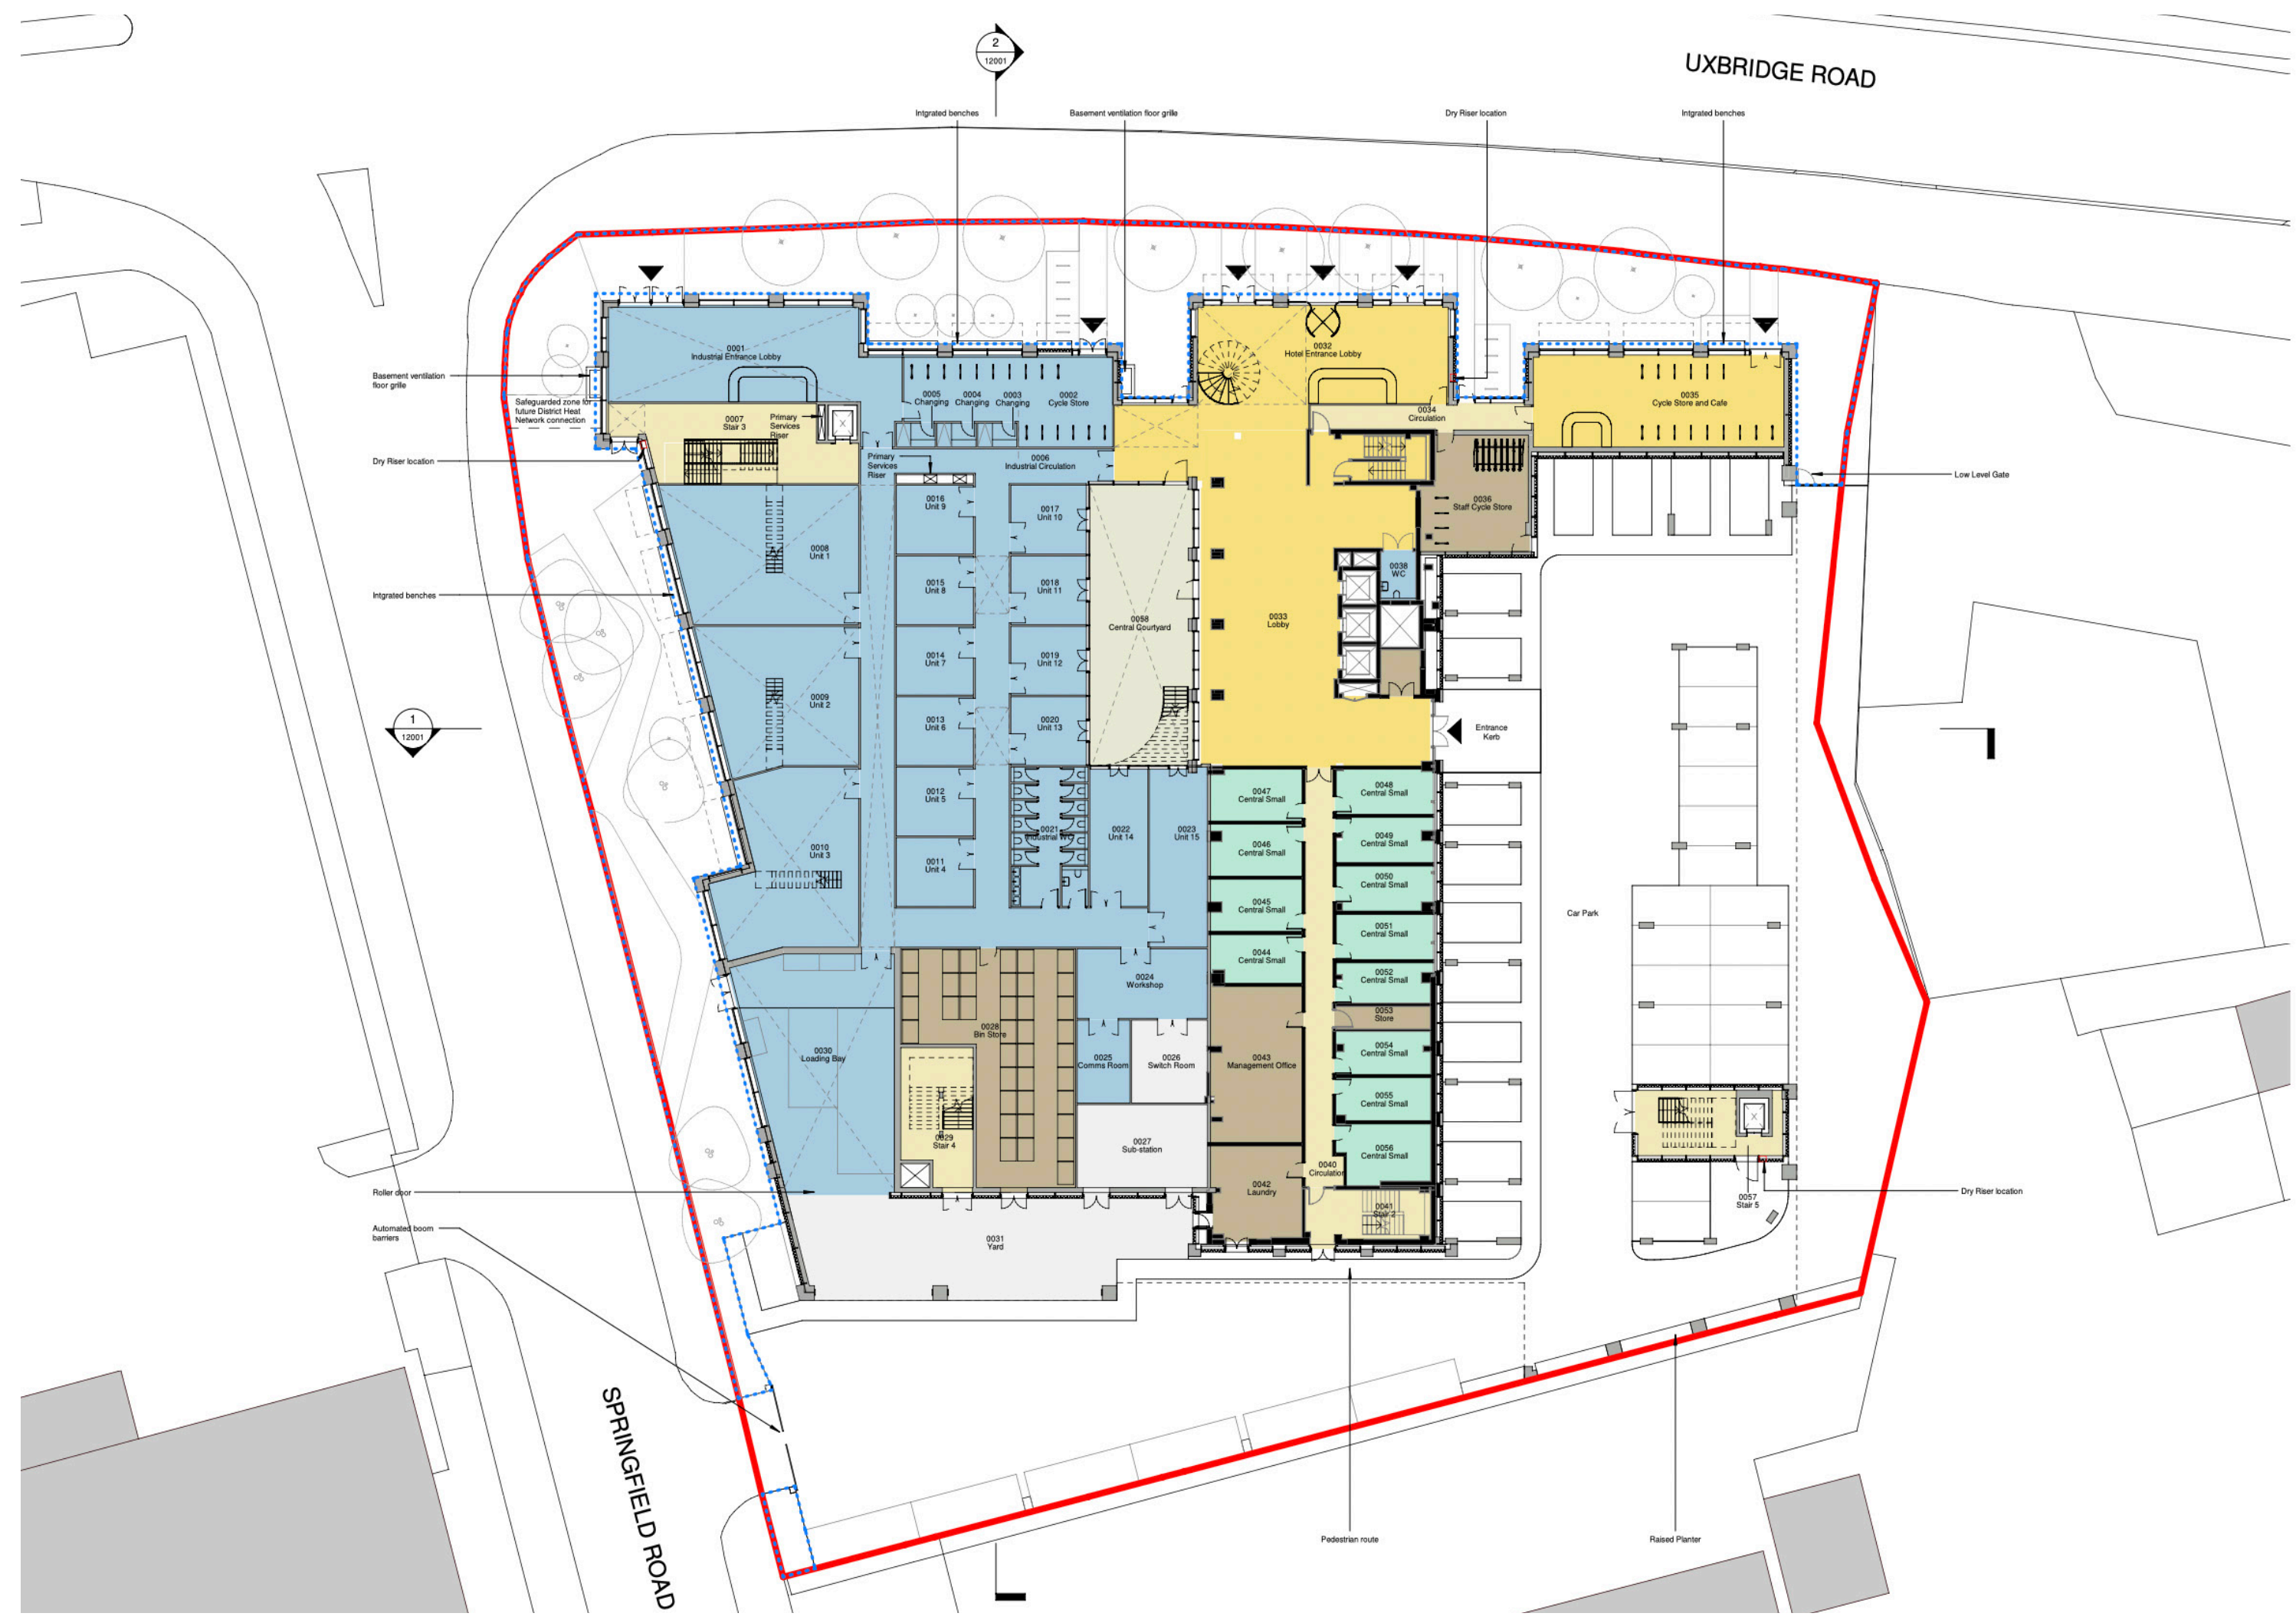 UXBRIDGE ROAD
2
12001
Intgrated benches
Basement ventilation floor grille
Dry Riser location
Intgrated benches
0001
Industrial Entrance Lobby
0032
Hotel Entrance Lobby
Basement ventilation
floor grille
0005
Changing
0004
Changing
0003
Changing
0002
Cycle Store
0035
Cycle Store and Cafe
Safeguarded zone for
future District Heat
Network connection
0007
Stair 3
Primary
Services
Riser
0034
Circulation
Dry Riser location
Primary
Services
Riser
0006
Industrial Circulation
Low Level Gate
0016
Unit 9
0017
Unit 10
0036
Staff Cycle Store
0008
Unit 1
0038
WC
0015
Unit 8
0018
Unit 11
Intgrated benches
0058
Central Courtyard
0033
Lobby
0014
Unit 7
0019
Unit 12
0009
Unit 2
1
12001
0013
Unit 6
0020
Unit 13
Entrance
Kerb
0012
Unit 5
0047
Central Small
0048
Central Small
0021
Industrial WC
0022
Unit 14
0023
Unit 15
0049
Central Small
0046
Central Small
0010
Unit 3
0011
Unit 4
0050
Central Small
0045
Central Small
Car Park
0051
Central Small
0044
Central Small
0052
Central Small
0024
Workshop
0053
Store
0028
Bin Store
0030
Loading Bay
0025
Comms Room
0026
Switch Room
0043
Management Office
0054
Central Small
0055
Central Small
0029
Stair 4
0027
Sub-station
0056
Central Small
0040
Circulation
Roller door
0042
Laundry
0057
Stair 5
Dry Riser location
0041
Stair 2
Automated boom
barriers
0031
Yard
SPRINGFIELD ROAD
Pedestrian route
Raised Planter